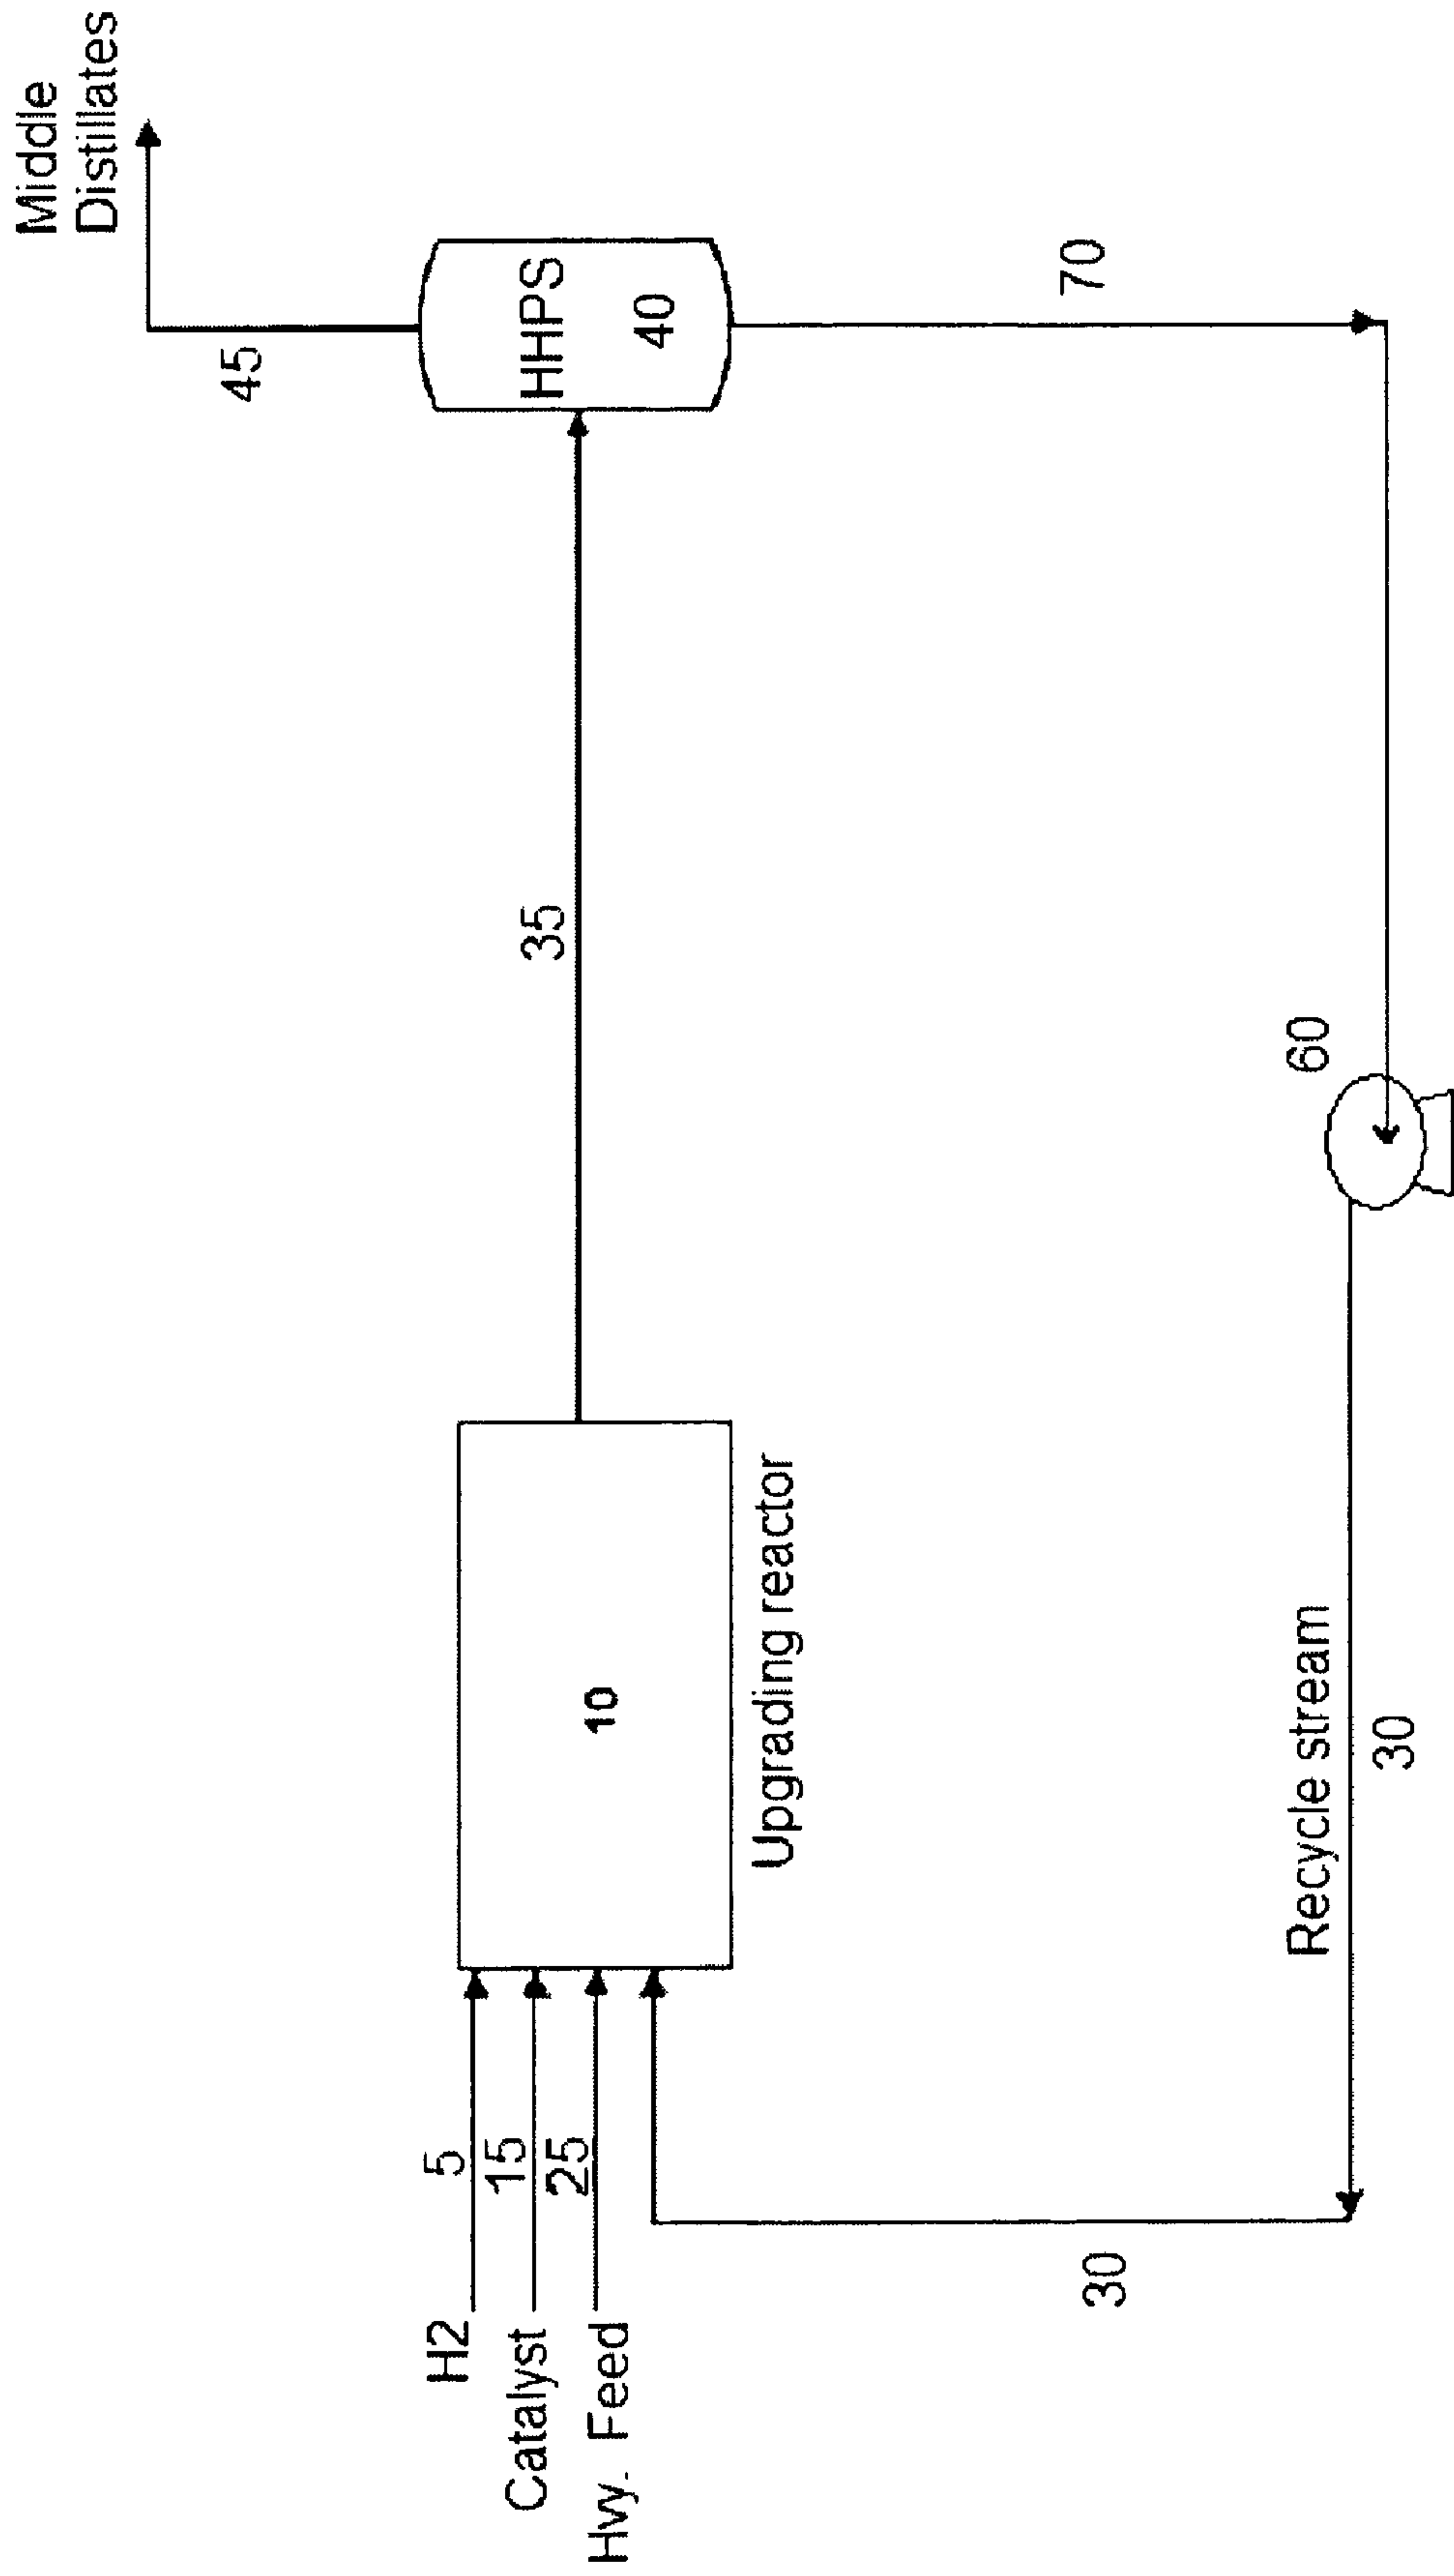 Middle
Distillates
45
HHPS
40
35
70
H2
5
Catalyst
15
Hvy. Feed
25
10
Upgrading reactor
60
Recycle stream
30
30